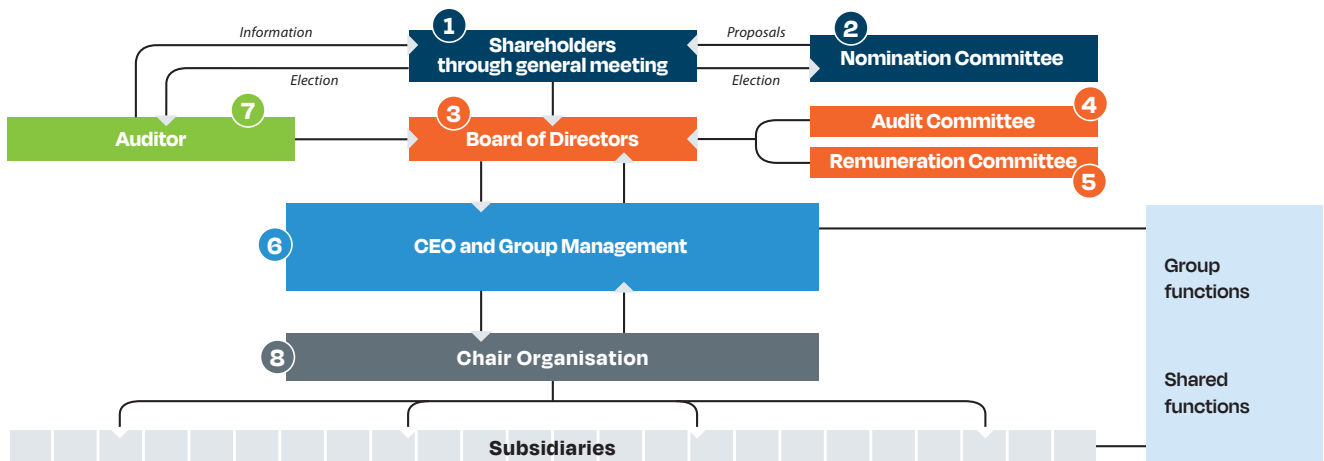 1
Information
Shareholders
through general meeting
Proposals
2
Nomination Committee
Election
Election
7
Auditor
3
Board of Directors
4
Audit Committee
Remuneration Committee
5
6
CEO and Group Management
Group
functions
8
Chair Organisation
Shared
functions
Subsidiaries